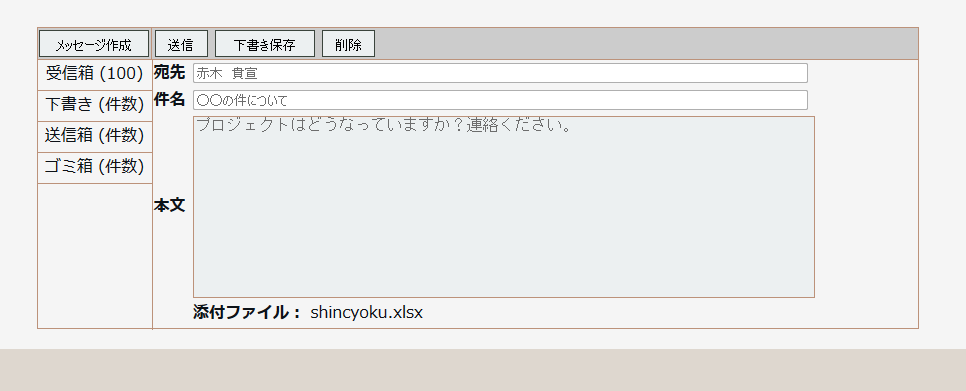 メッセージ作成 送信 下書き保存 削除
受信箱 (100)
下書き (件数)
送信箱 (件数)
ゴミ箱 (件数)
宛先 赤木 貴宣
件名 〇〇の件について
本文 プロジェクトはどうなっていますか？連絡ください。
添付ファイル： shincyoku.xlsx